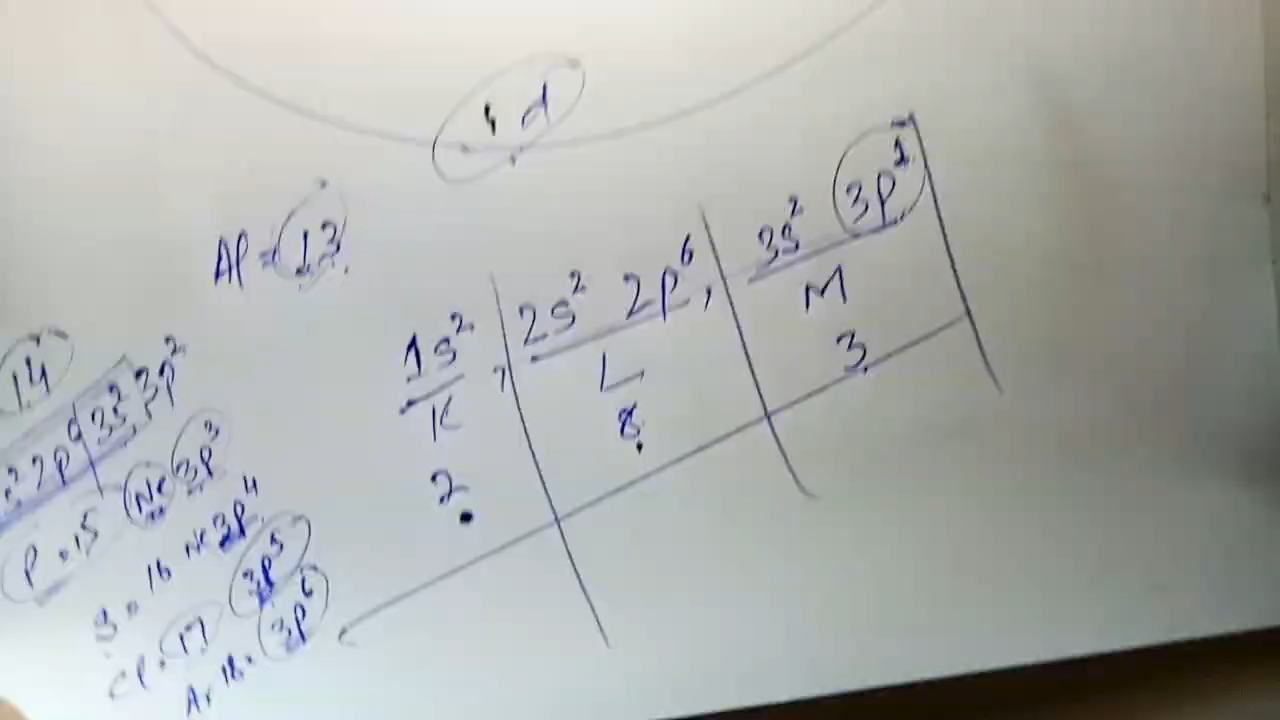 d
Al = 13
1s² , 2s² 2p⁶, 3s² 3p¹
K L M
2 8 3
14
2p⁶ 3s² 3p²
P = 15 Ne 3p³
S = 16 Ne 3p⁴
Cl = 17 3p⁵
Ar 18 = 3p⁶